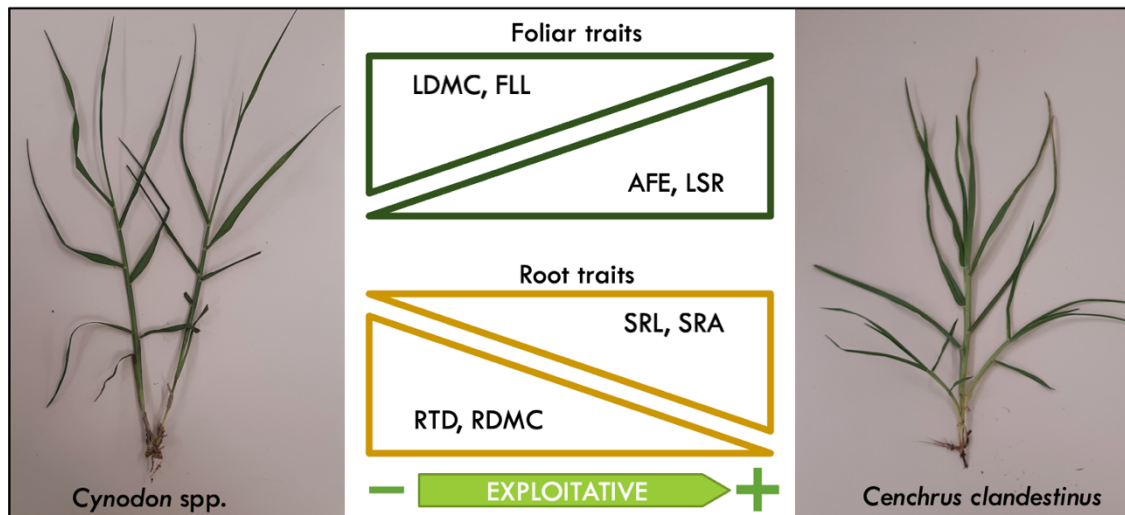 Foliar traits
LDMC, FLL
AFE, LSR
Root traits
SRL, SRA
RTD, RDMC
− EXPLOITATIVE +
Cynodon spp.
Cenchrus clandestinus